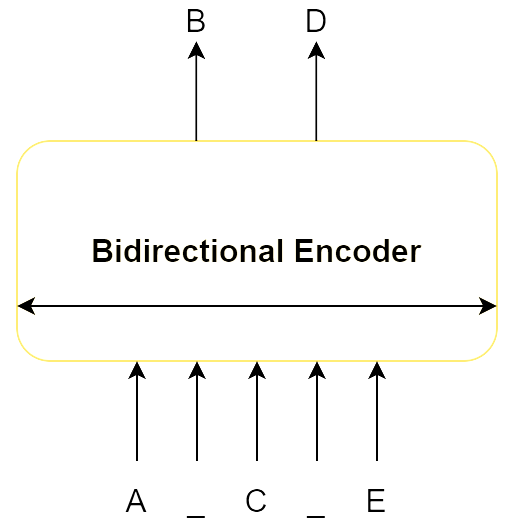 B D
Bidirectional Encoder
A _ C _ E